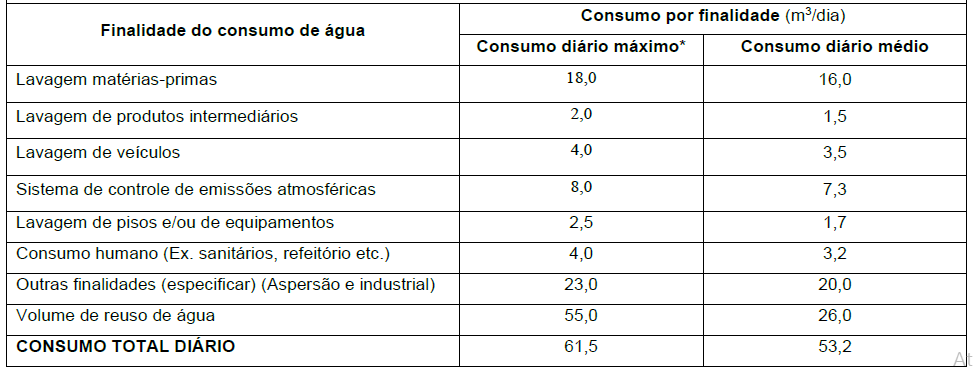 Finalidade do consumo de água
Consumo por finalidade (m³/dia)
Consumo diário máximo* Consumo diário médio
Lavagem matérias-primas 18,0 16,0
Lavagem de produtos intermediários 2,0 1,5
Lavagem de veículos 4,0 3,5
Sistema de controle de emissões atmosféricas 8,0 7,3
Lavagem de pisos e/ou de equipamentos 2,5 1,7
Consumo humano (Ex. sanitários, refeitório etc.) 4,0 3,2
Outras finalidades (especificar) (Aspersão e industrial) 23,0 20,0
Volume de reuso de água 55,0 26,0
CONSUMO TOTAL DIÁRIO 61,5 53,2
At